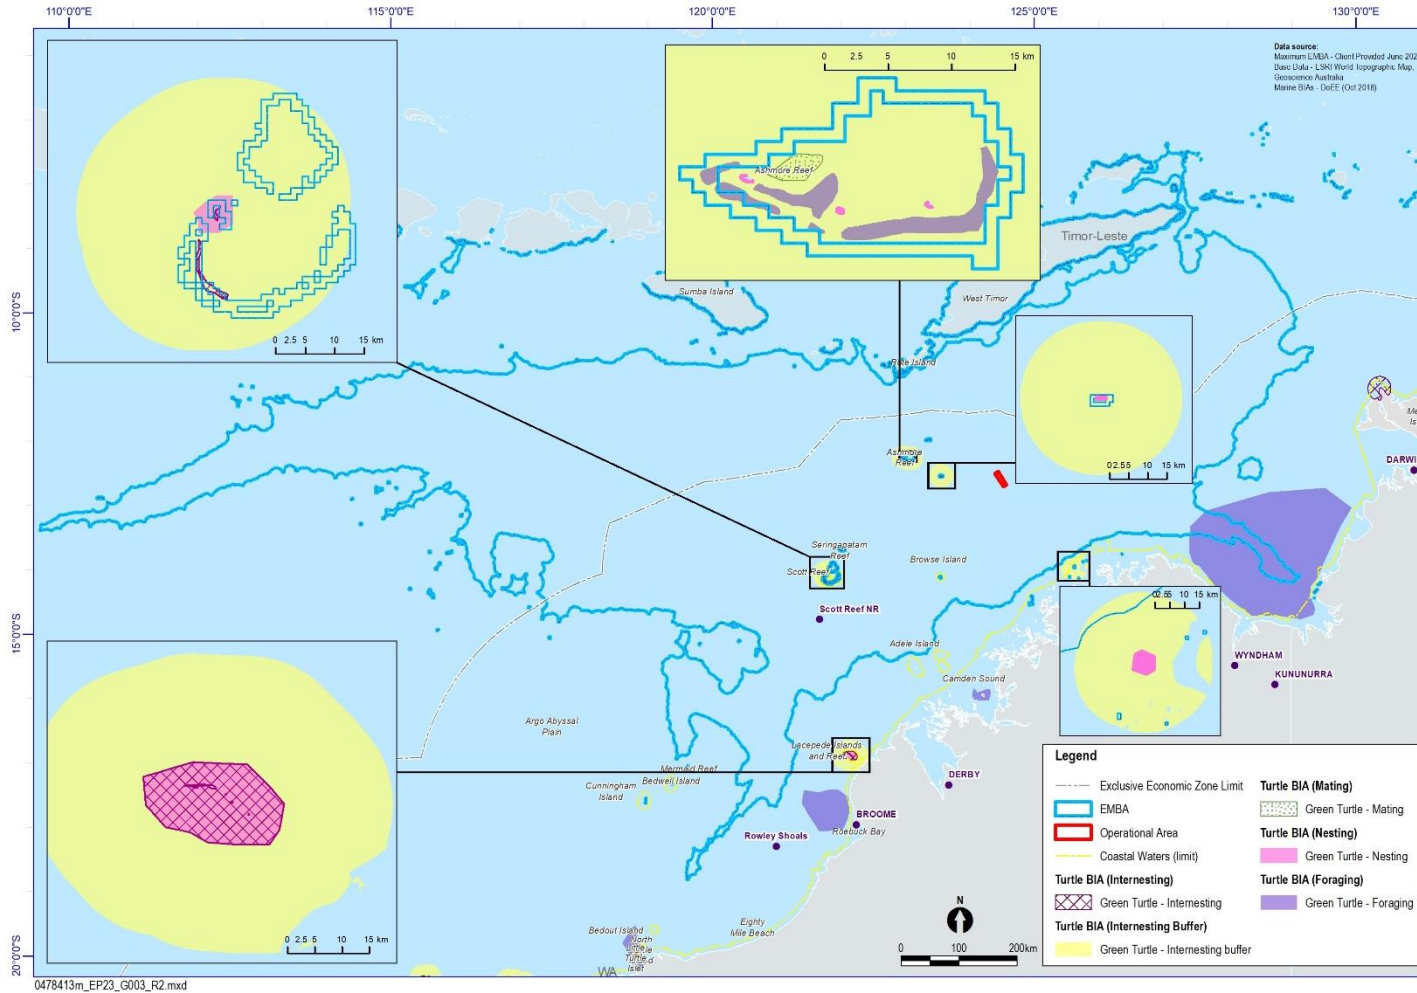 110°0'0"E
115°0'0"E
120°0'0"E
125°0'0"E
130°0'0"E
Data source:
Maximum EMBA - Client Provided June 202
Base Data - ESRI World Topographic Map,
Geoscience Australia
Marine BIAs - DoEE (Oct 2018)
0 2.5 5 10 15 km
Ashmore Reef
0 2.5 5 10 15 km
Timor-Leste
West Timor
Sumba Island
Rote Island
10°0'0"S
0 2.5 5 10 15 km
Ashmore
Reef
DARWI
Seringapatam
Reef
Scott Reef
Browse Island
Scott Reef NR
15°0'0"S
0 2.5 5 10 15 km
Adele Island
Camden Sound
WYNDHAM
KUNUNURRA
Argo Abyssal
Plain
Lacepede Islands
and Reef
Mermaid Reef
Bedwell Island
Cunningham
Island
DERBY
BROOME
Roebuck Bay
Rowley Shoals
Eighty
Mile Beach
Bedout Island
North
Turtle
Islet
WA
20°0'0"S
0 2.5 5 10 15 km
N
0 100 200km
Legend
Exclusive Economic Zone Limit
EMBA
Operational Area
Coastal Waters (limit)
Turtle BIA (Internesting)
Green Turtle - Internesting
Turtle BIA (Internesting Buffer)
Green Turtle - Internesting buffer
Turtle BIA (Mating)
Green Turtle - Mating
Turtle BIA (Nesting)
Green Turtle - Nesting
Turtle BIA (Foraging)
Green Turtle - Foraging
0478413m_EP23_G003_R2.mxd